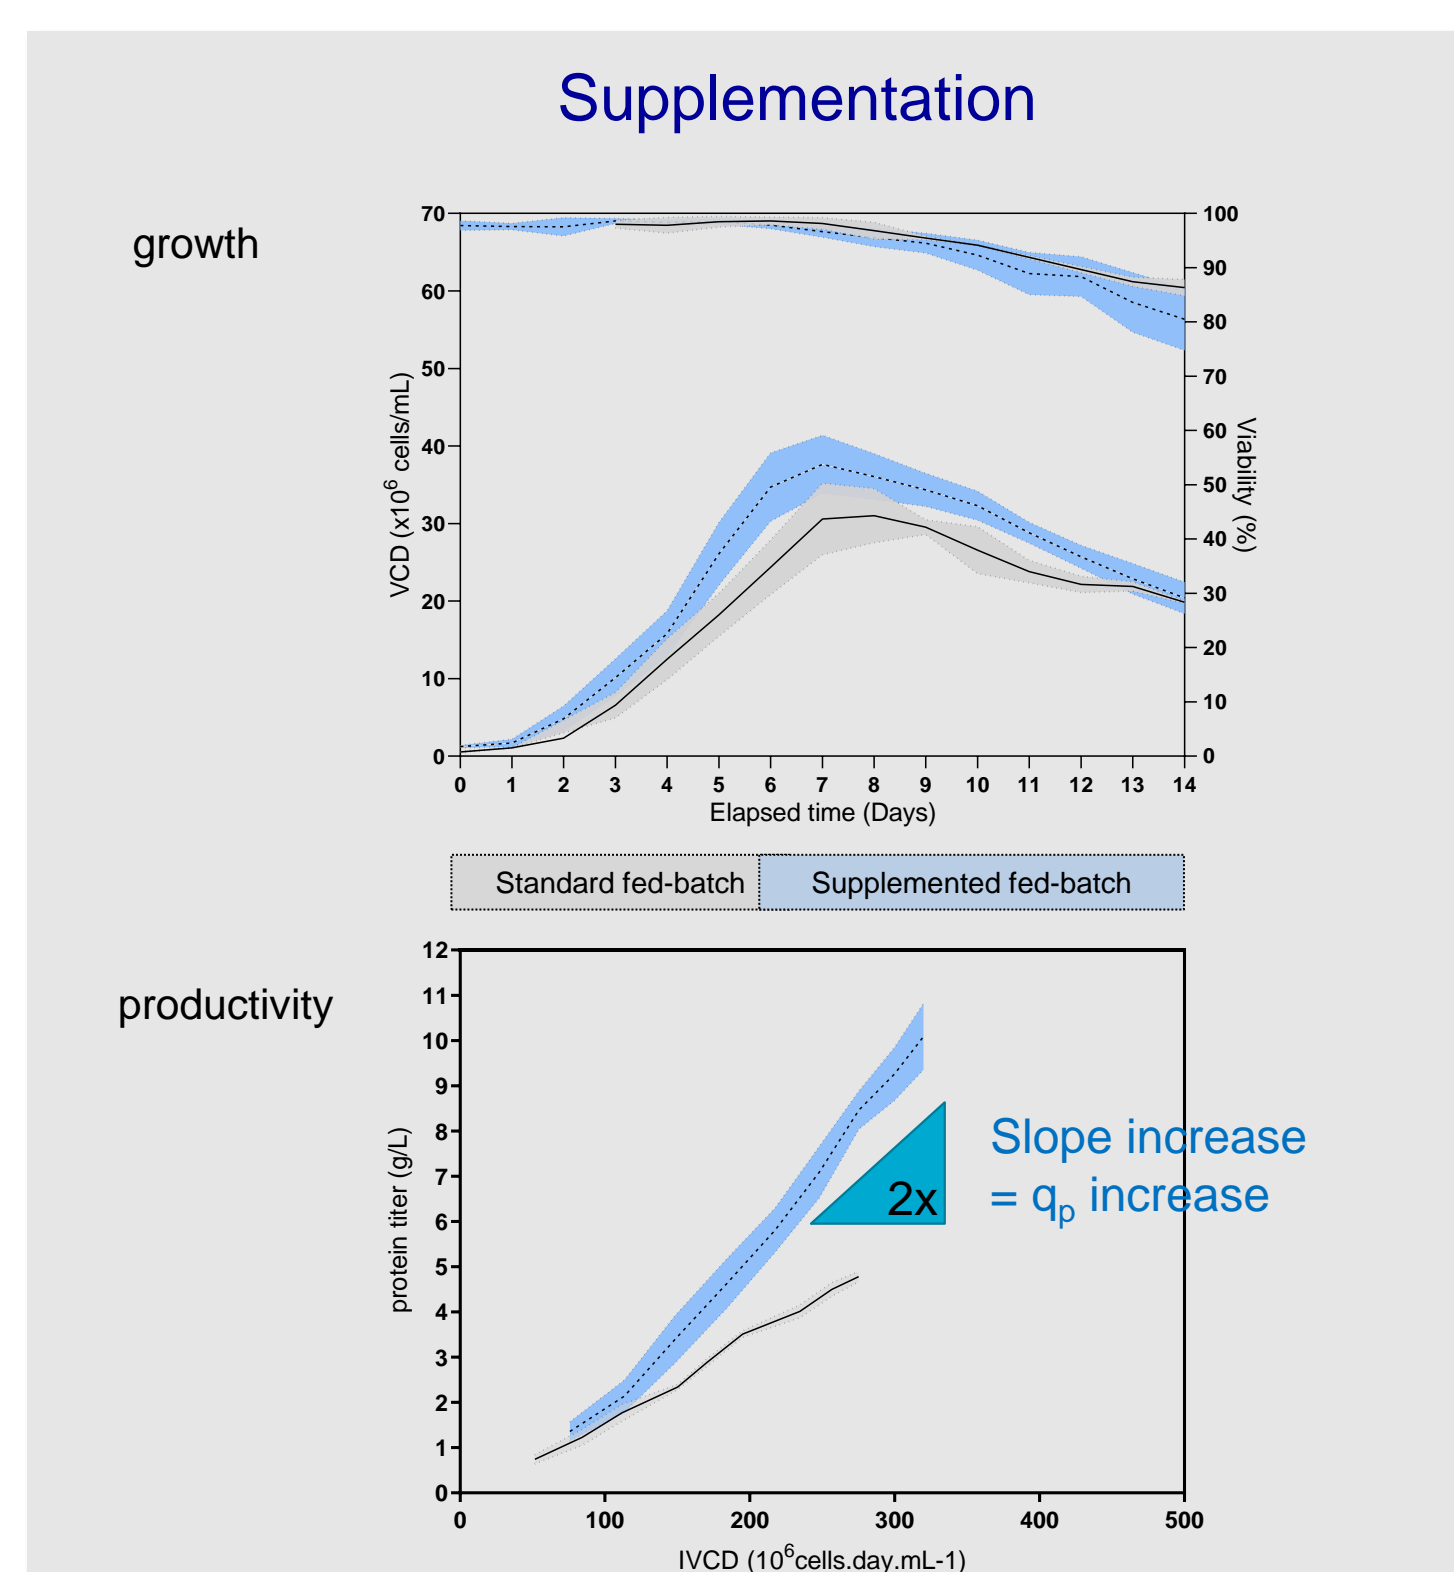 Supplementation
growth
70
60
50
40
30
20
10
0
VCD (x10⁶ cells/mL)
100
90
80
70
60
50
40
30
20
10
0
Viability (%)
0 1 2 3 4 5 6 7 8 9 10 11 12 13 14
Elapsed time (Days)
Standard fed-batch
Supplemented fed-batch
productivity
12
11
10
9
8
7
6
5
4
3
2
1
0
protein titer (g/L)
2x
Slope increase
= qₚ increase
0 100 200 300 400 500
IVCD (10⁶cells.day.mL-1)